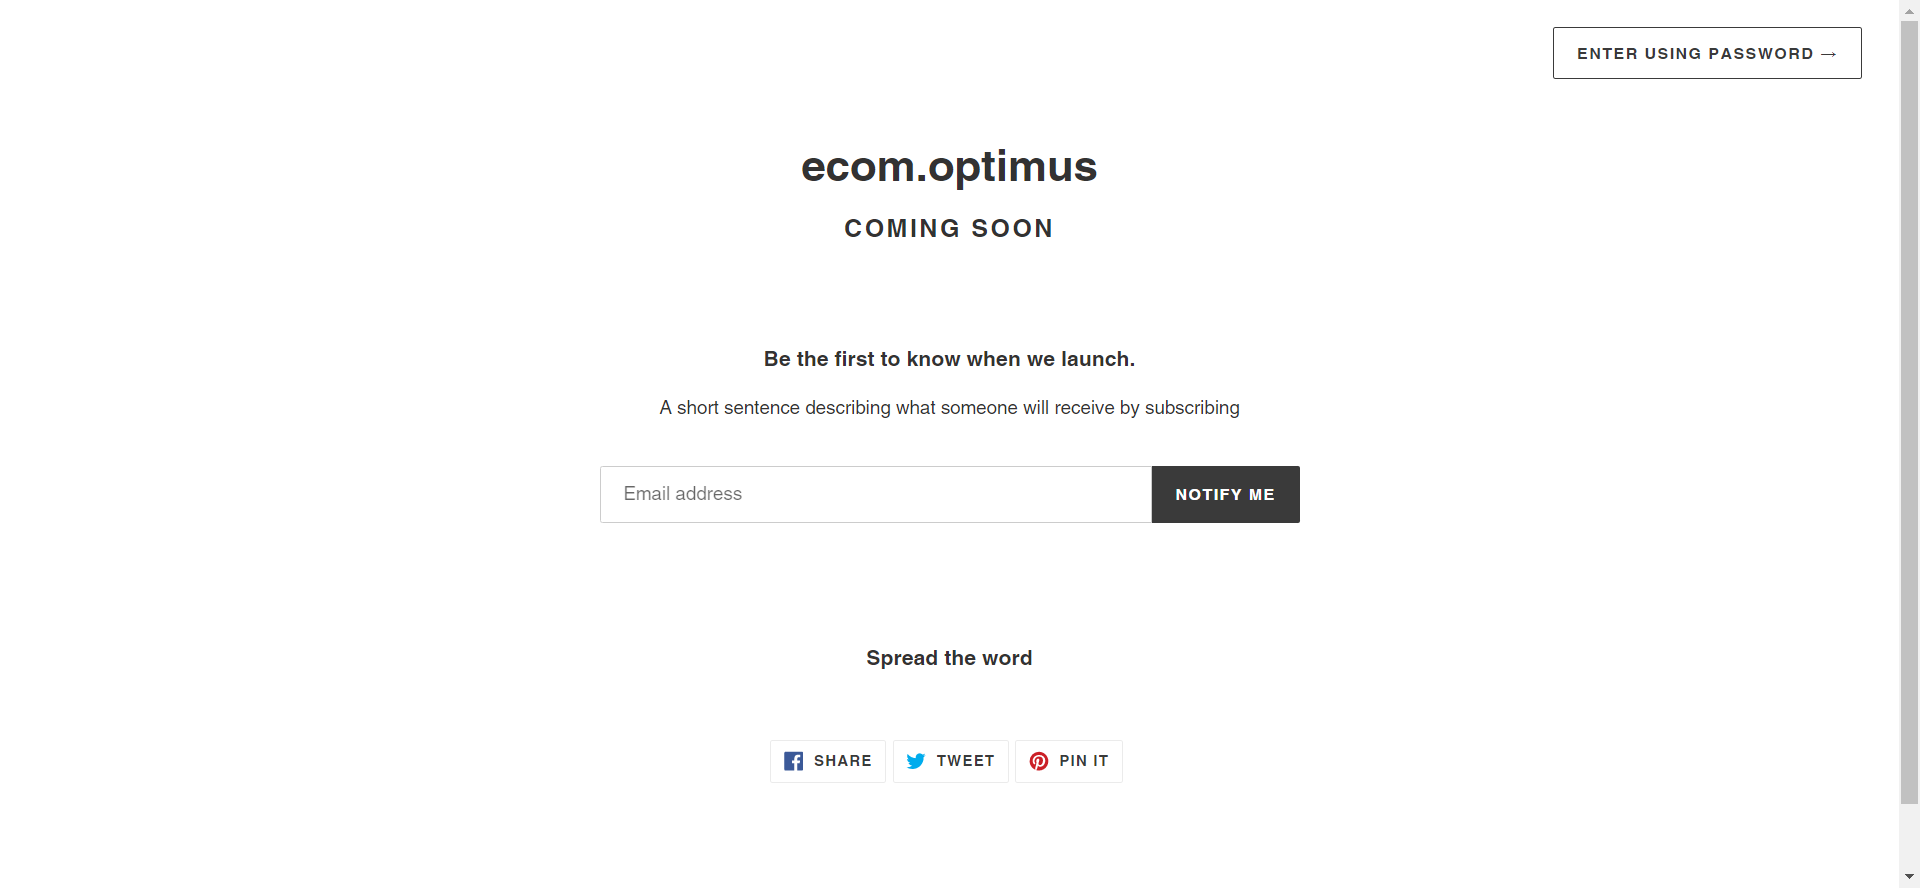 ENTER USING PASSWORD →
ecom.optimus
COMING SOON
Be the first to know when we launch.
A short sentence describing what someone will receive by subscribing
Email address
NOTIFY ME
Spread the word
SHARE
TWEET
PIN IT